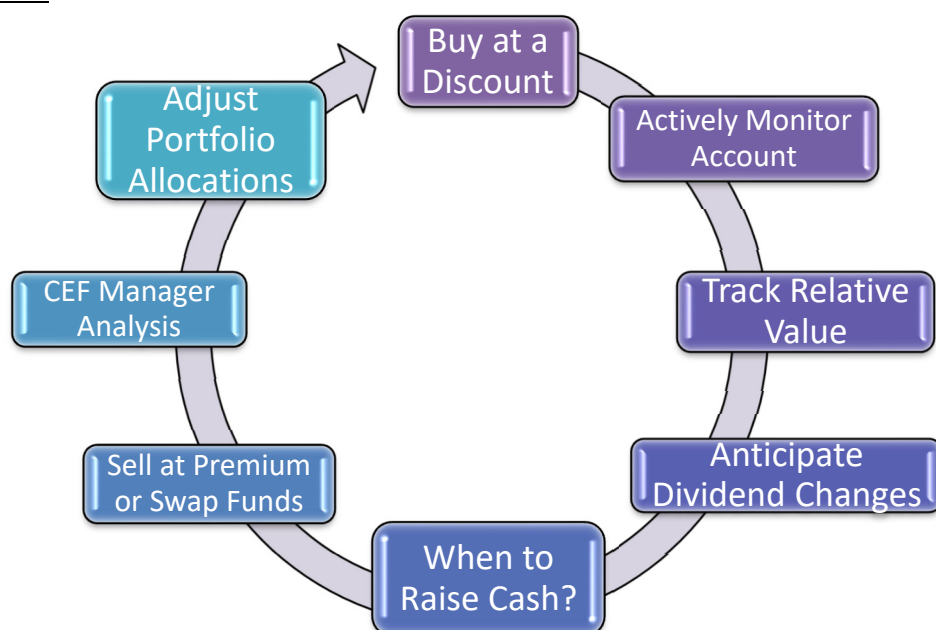 Buy at a
Discount
Actively Monitor
Account
Track Relative
Value
Anticipate
Dividend Changes
When to
Raise Cash?
Sell at Premium
or Swap Funds
CEF Manager
Analysis
Adjust
Portfolio
Allocations